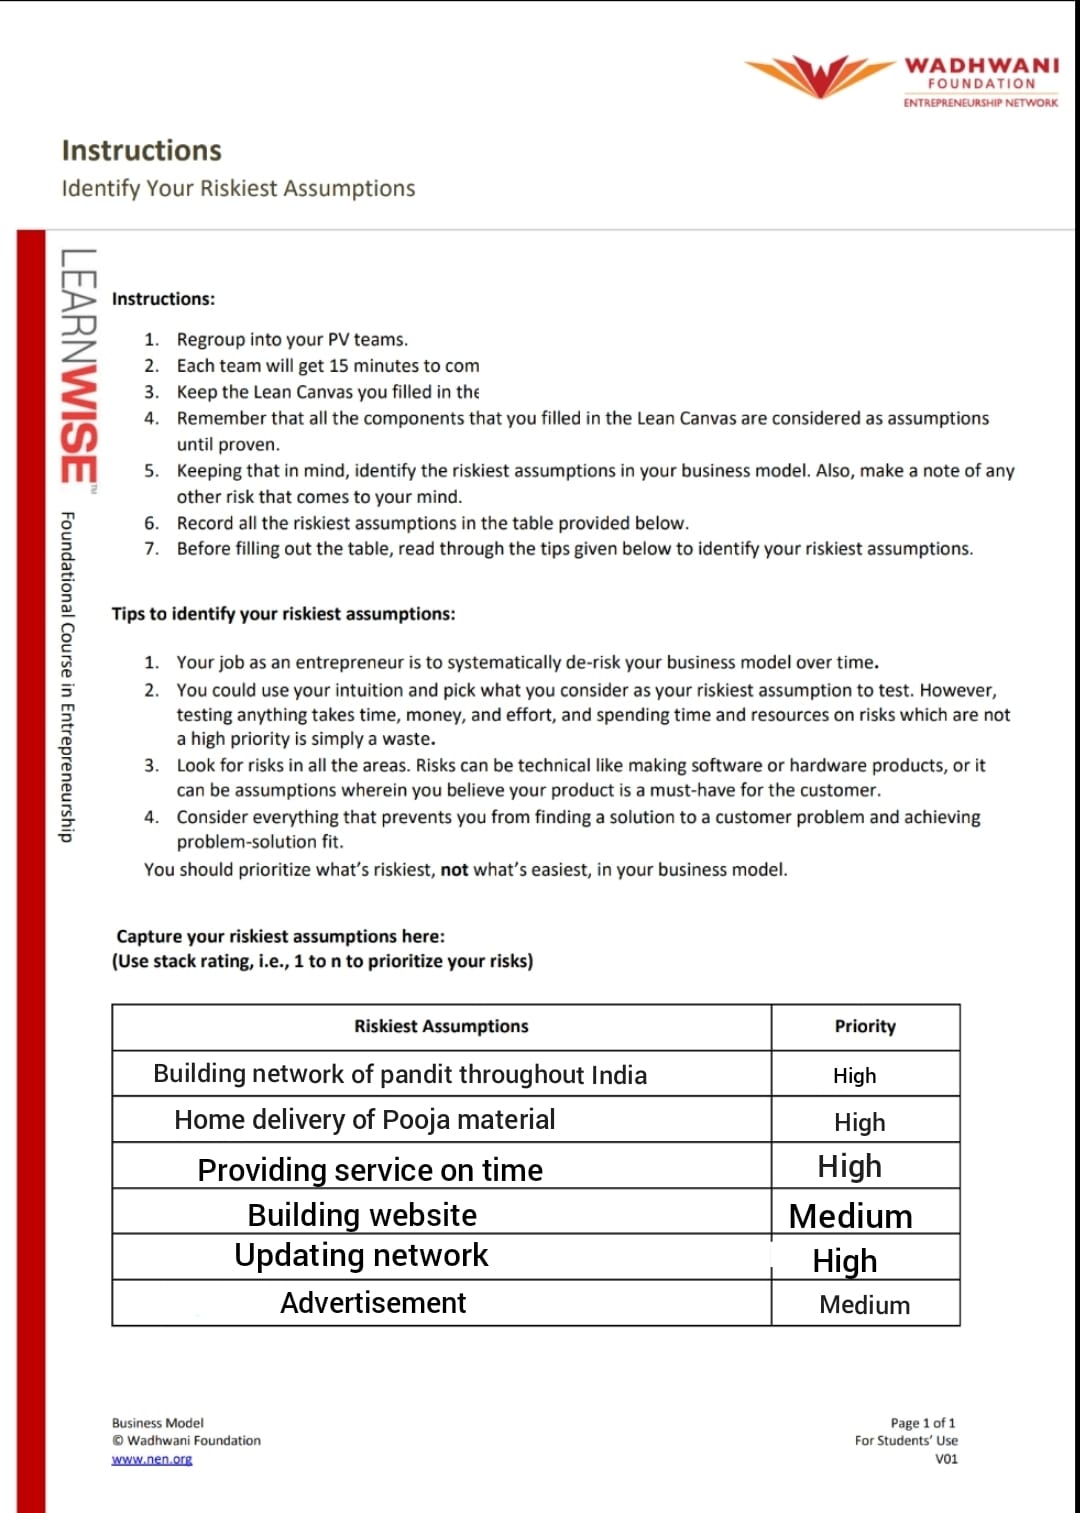 WADHWANI
FOUNDATION
ENTREPRENEURSHIP NETWORK
Instructions
Identify Your Riskiest Assumptions
LEARNWISE™ Foundational Course in Entrepreneurship
Instructions:
1. Regroup into your PV teams.
2. Each team will get 15 minutes to com
3. Keep the Lean Canvas you filled in the
4. Remember that all the components that you filled in the Lean Canvas are considered as assumptions
until proven.
5. Keeping that in mind, identify the riskiest assumptions in your business model. Also, make a note of any
other risk that comes to your mind.
6. Record all the riskiest assumptions in the table provided below.
7. Before filling out the table, read through the tips given below to identify your riskiest assumptions.
Tips to identify your riskiest assumptions:
1. Your job as an entrepreneur is to systematically de-risk your business model over time.
2. You could use your intuition and pick what you consider as your riskiest assumption to test. However,
testing anything takes time, money, and effort, and spending time and resources on risks which are not
a high priority is simply a waste.
3. Look for risks in all the areas. Risks can be technical like making software or hardware products, or it
can be assumptions wherein you believe your product is a must-have for the customer.
4. Consider everything that prevents you from finding a solution to a customer problem and achieving
problem-solution fit.
You should prioritize what's riskiest, not what's easiest, in your business model.
Capture your riskiest assumptions here:
(Use stack rating, i.e., 1 to n to prioritize your risks)
Riskiest Assumptions Priority
Building network of pandit throughout India High
Home delivery of Pooja material High
Providing service on time High
Building website Medium
Updating network High
Advertisement Medium
Business Model Page 1 of 1
© Wadhwani Foundation For Students' Use
www.nen.org V01